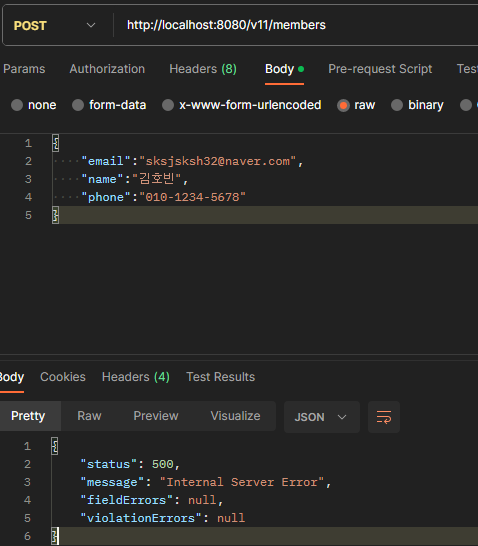 POST
http://localhost:8080/v11/members
Params Authorization Headers (8) Body Pre-request Script
none form-data x-www-form-urlencoded raw binary
1 {
2 ····"email":"sksjsksh32@naver.com",
3 ····"name":"김호빈",
4 ····"phone":"010-1234-5678"
5 }
Body Cookies Headers (4) Test Results
Pretty Raw Preview Visualize JSON
1 {
2 "status": 500,
3 "message": "Internal Server Error",
4 "fieldErrors": null,
5 "violationErrors": null
6 }